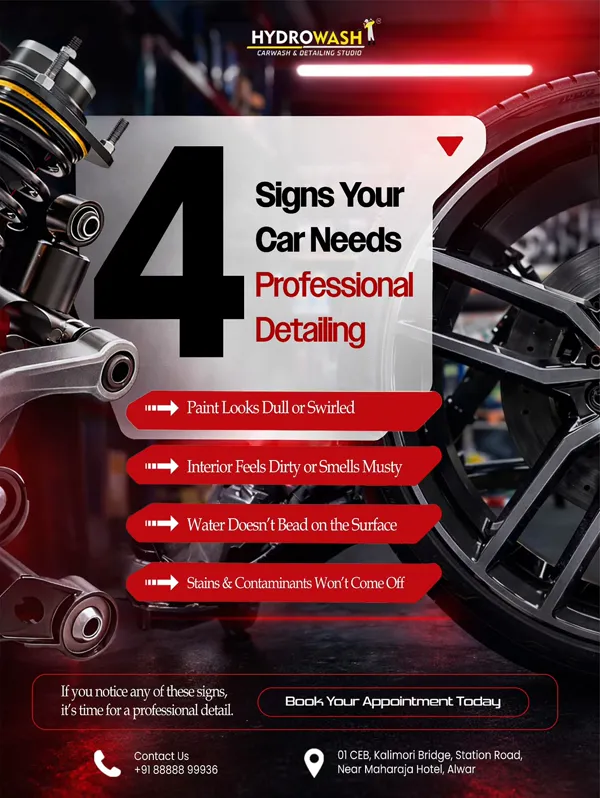 HYDROWASH®
CARWASH & DETAILING STUDIO
4
Signs Your
Car Needs
Professional
Detailing
Paint Looks Dull or Swirled
Interior Feels Dirty or Smells Musty
Water Doesn't Bead on the Surface
Stains & Contaminants Won't Come Off
If you notice any of these signs,
it's time for a professional detail.
Book Your Appointment Today
Contact Us
+91 88888 99936
01 CEB, Kalimori Bridge, Station Road,
Near Maharaja Hotel, Alwar